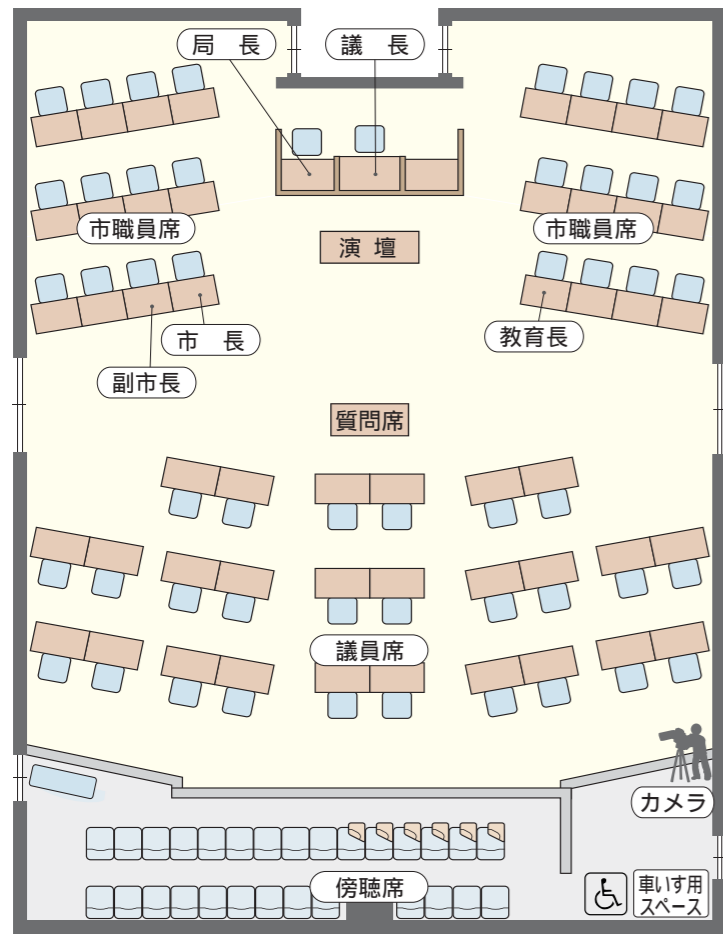 局　長
議　長
市職員席
市職員席
演 壇
市　長
副市長
教育長
質問席
議員席
カメラ
傍聴席
車いす用
スペース